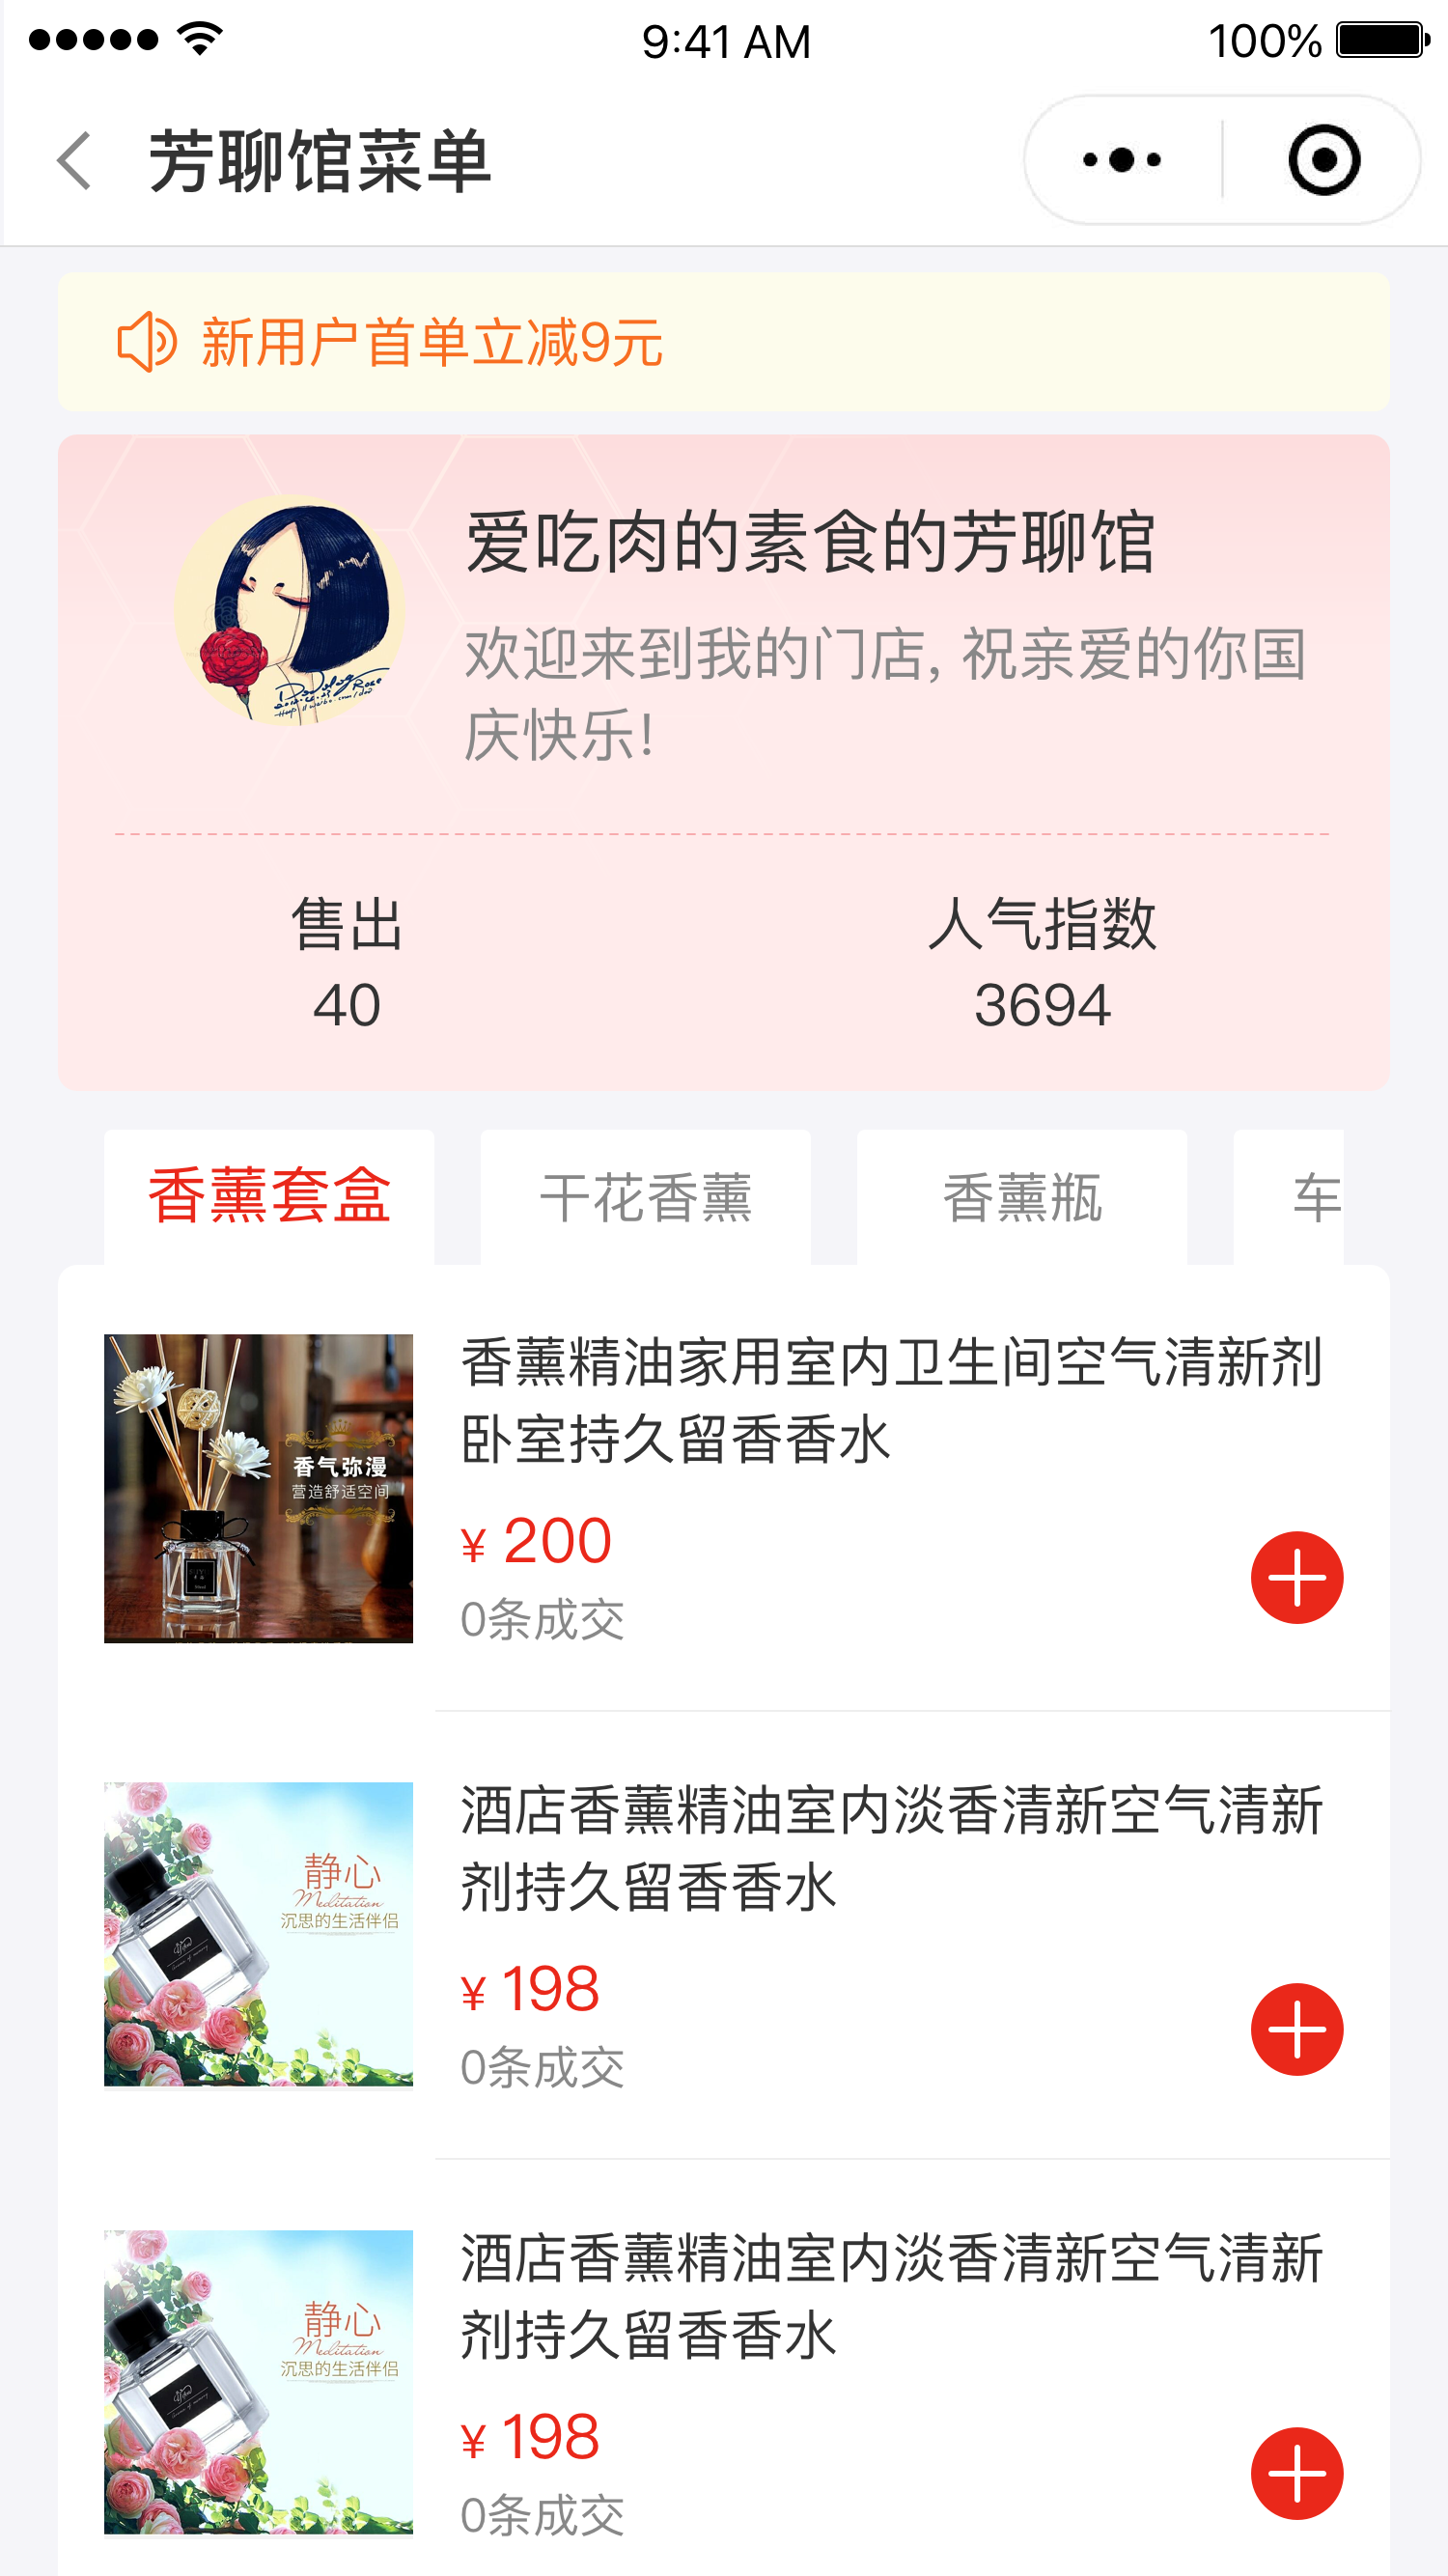 9:41 AM
100%
芳聊馆菜单
新用户首单立减9元
爱吃肉的素食的芳聊馆
欢迎来到我的门店, 祝亲爱的你国
庆快乐!
售出
人气指数
40
3694
香薰套盒
干花香薰
香薰瓶
车
香薰精油家用室内卫生间空气清新剂
卧室持久留香香水
香气弥漫
营造舒适空间
¥ 200
0条成交
酒店香薰精油室内淡香清新空气清新
剂持久留香香水
静心
Meditation
沉思的生活伴侣
¥ 198
0条成交
酒店香薰精油室内淡香清新空气清新
剂持久留香香水
静心
Meditation
沉思的生活伴侣
¥ 198
0条成交